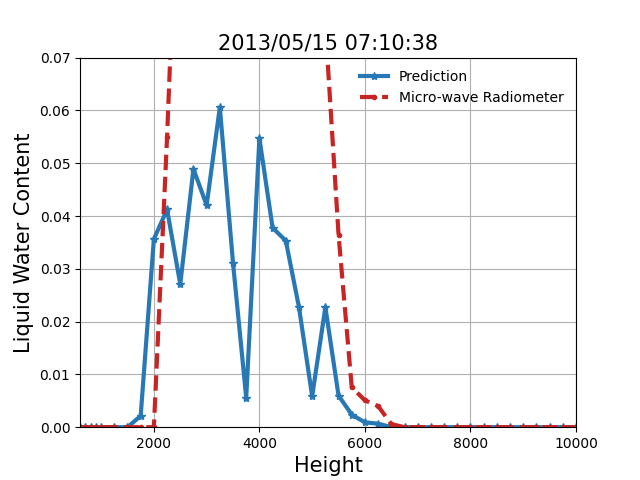 2013/05/15 07:10:38
0.07
0.06
0.05
0.04
0.03
0.02
0.01
0.00
Liquid Water Content
Prediction
Micro-wave Radiometer
2000 4000 6000 8000 10000
Height